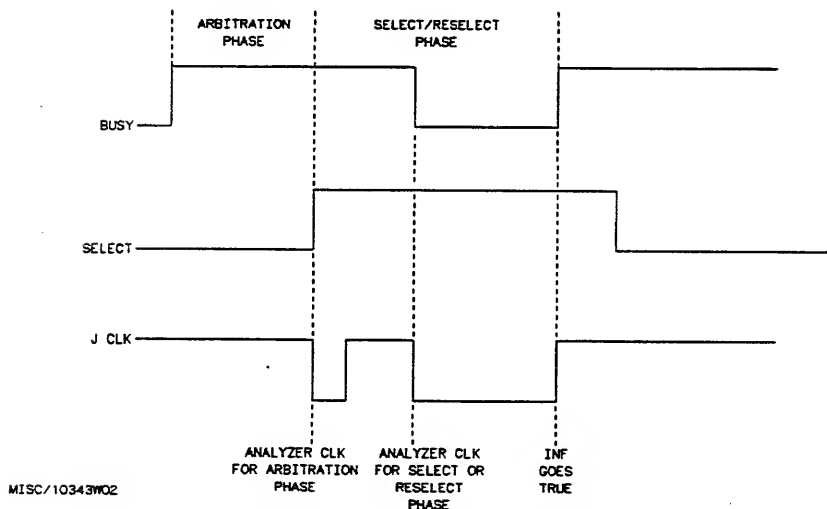 ARBITRATION
PHASE
SELECT/RESELECT
PHASE
BUSY
SELECT
J CLK
ANALYZER CLK
FOR ARBITRATION
PHASE
ANALYZER CLK
FOR SELECT OR
RESELECT
PHASE
INF
GOES
TRUE
MISC/10343W02